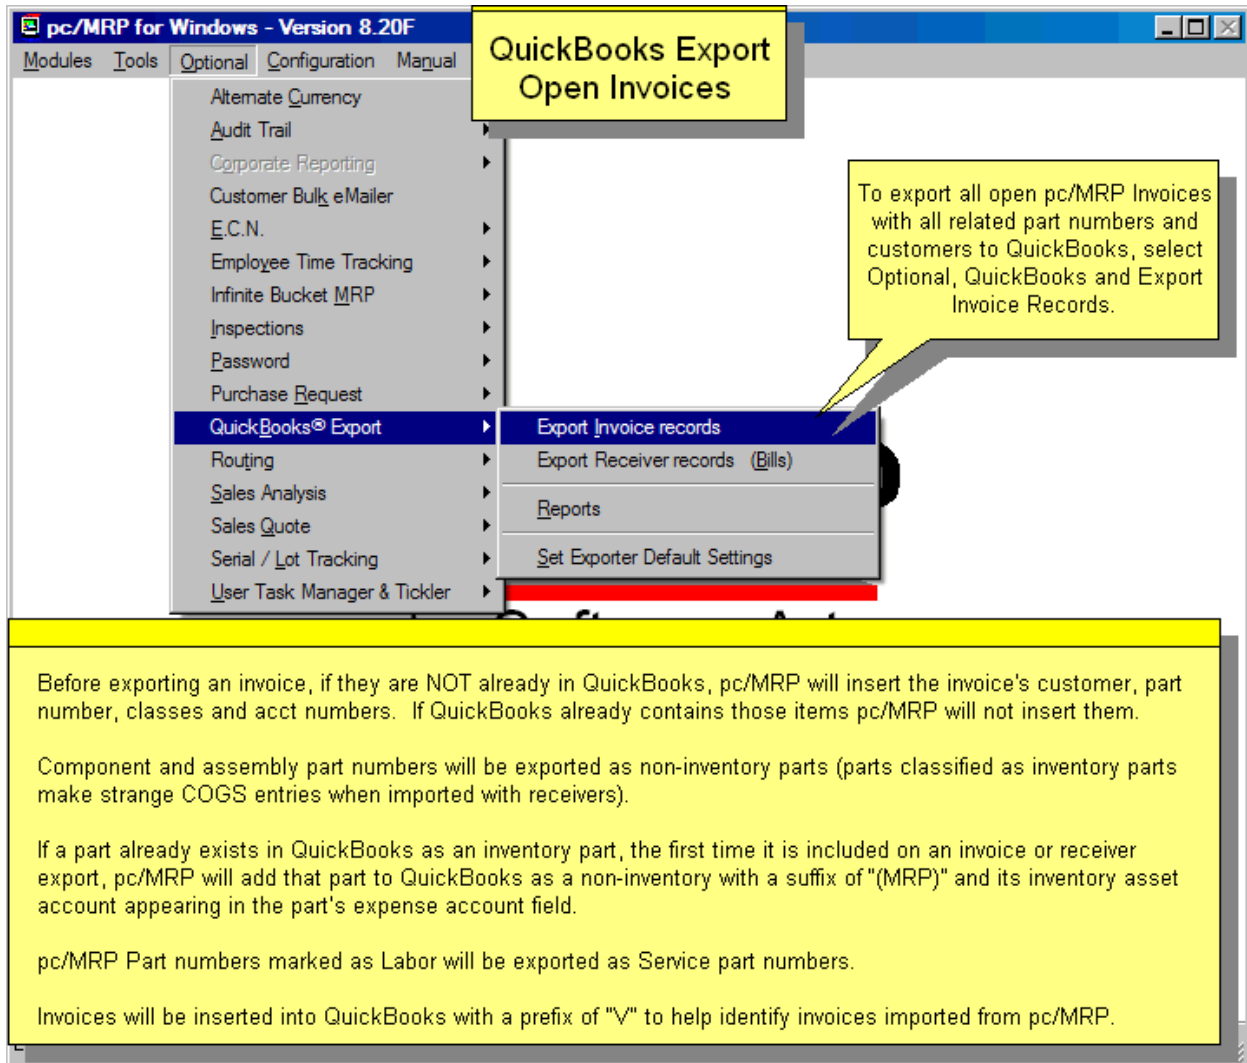 pc/MRP for Windows - Version 8.20F
QuickBooks Export
Open Invoices
Modules Tools Optional Configuration Manual
Alternate Currency
Audit Trail
Corporate Reporting
Customer Bulk eMailer
E.C.N.
Employee Time Tracking
Infinite Bucket MRP
Inspections
Password
Purchase Request
QuickBooks® Export
Routing
Sales Analysis
Sales Quote
Serial / Lot Tracking
User Task Manager & Tickler
To export all open pc/MRP Invoices
with all related part numbers and
customers to QuickBooks, select
Optional, QuickBooks and Export
Invoice Records.
Export Invoice records
Export Receiver records (Bills)
Reports
Set Exporter Default Settings
Before exporting an invoice, if they are NOT already in QuickBooks, pc/MRP will insert the invoice's customer, part
number, classes and acct numbers. If QuickBooks already contains those items pc/MRP will not insert them.
Component and assembly part numbers will be exported as non-inventory parts (parts classified as inventory parts
make strange COGS entries when imported with receivers).
If a part already exists in QuickBooks as an inventory part, the first time it is included on an invoice or receiver
export, pc/MRP will add that part to QuickBooks as a non-inventory with a suffix of "(MRP)" and its inventory asset
account appearing in the part's expense account field.
pc/MRP Part numbers marked as Labor will be exported as Service part numbers.
Invoices will be inserted into QuickBooks with a prefix of "V" to help identify invoices imported from pc/MRP.